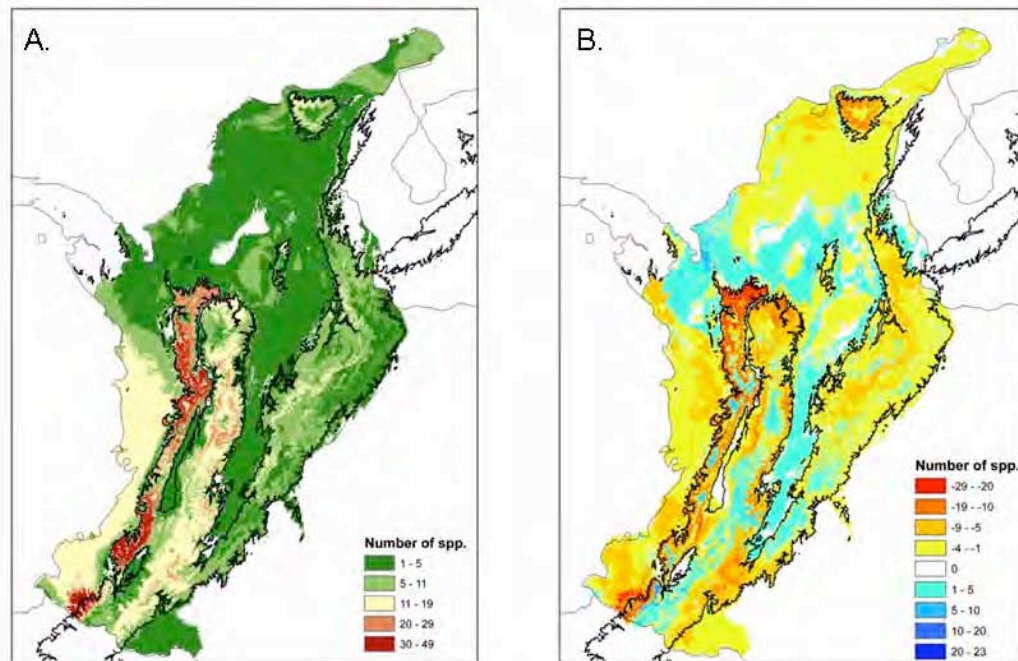 A.
Number of spp.
1 - 5
5 - 11
11 - 19
20 - 29
30 - 49
B.
Number of spp.
-29 - -20
-19 - -10
-9 - -5
-4 - -1
0
1 - 5
5 - 10
10 - 20
20 - 23